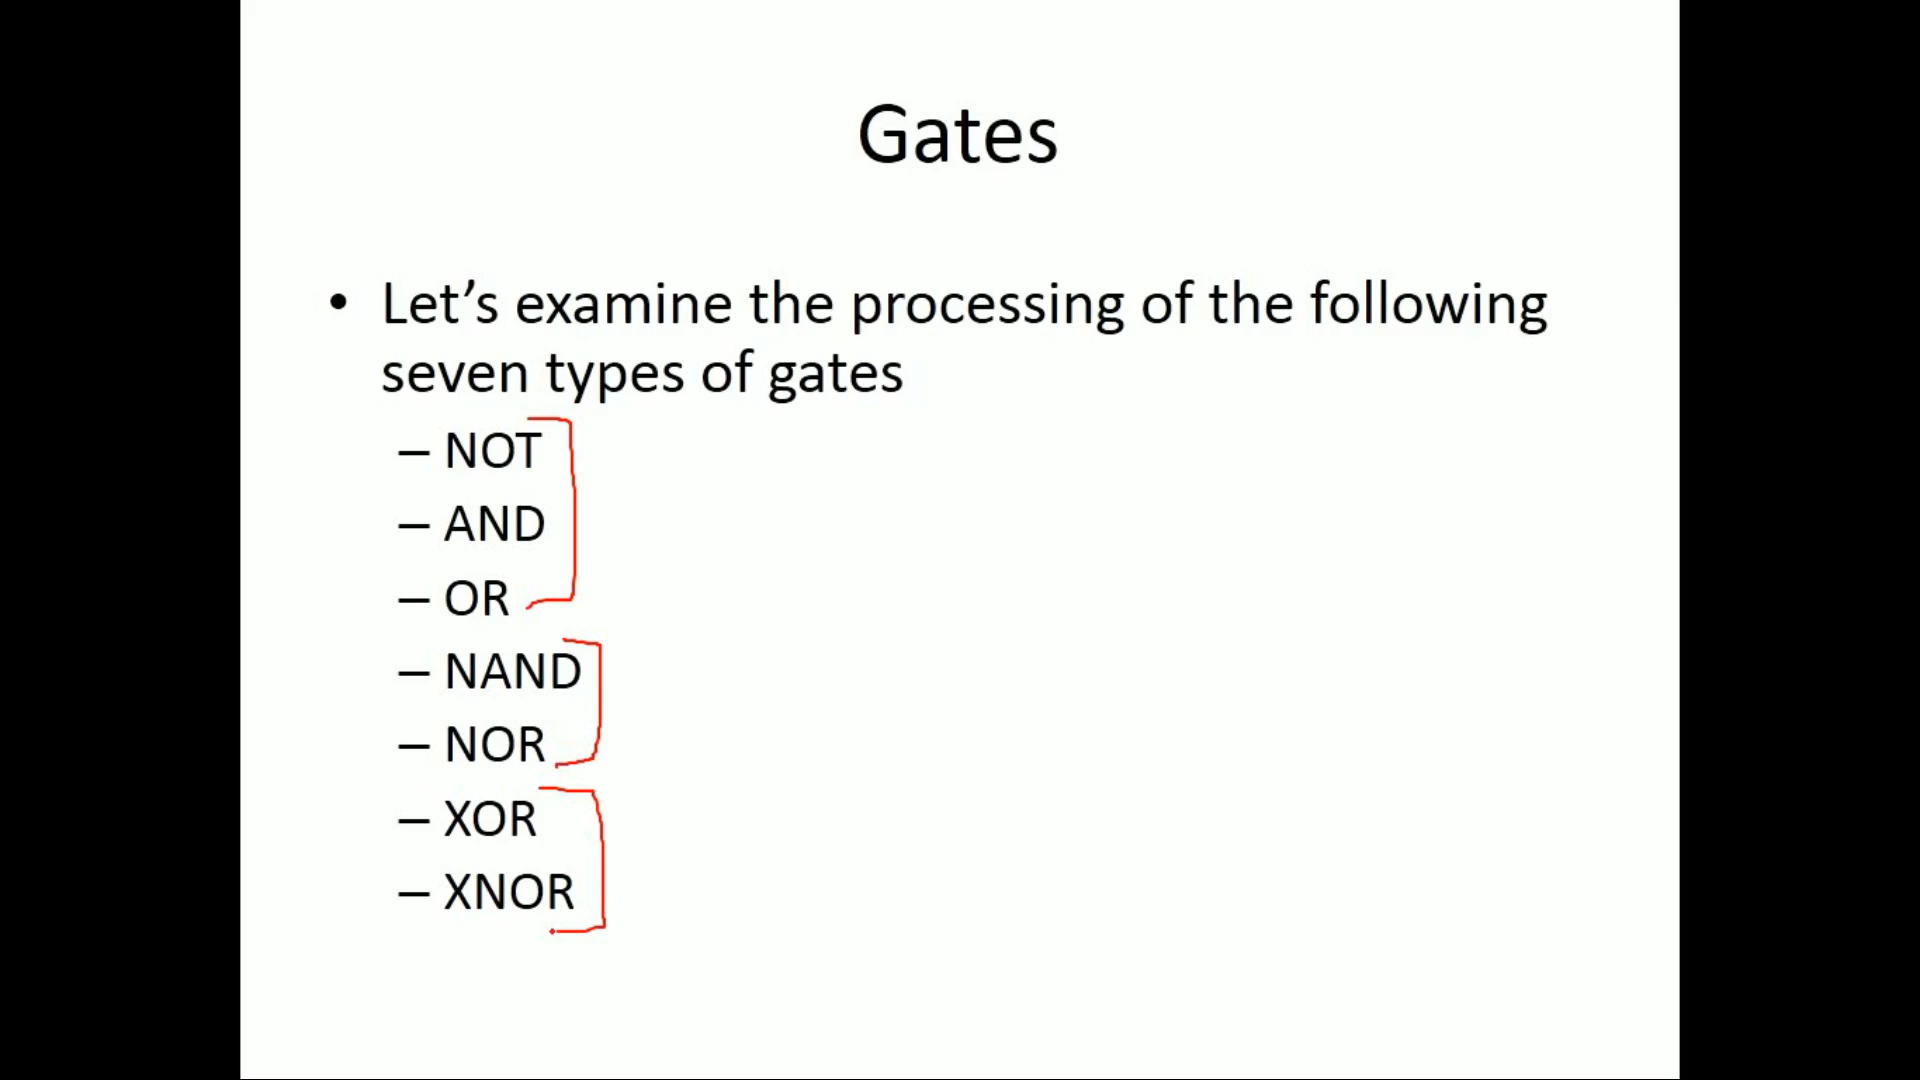 Gates
• Let’s examine the processing of the following
seven types of gates
– NOT
– AND
– OR
– NAND
– NOR
– XOR
– XNOR